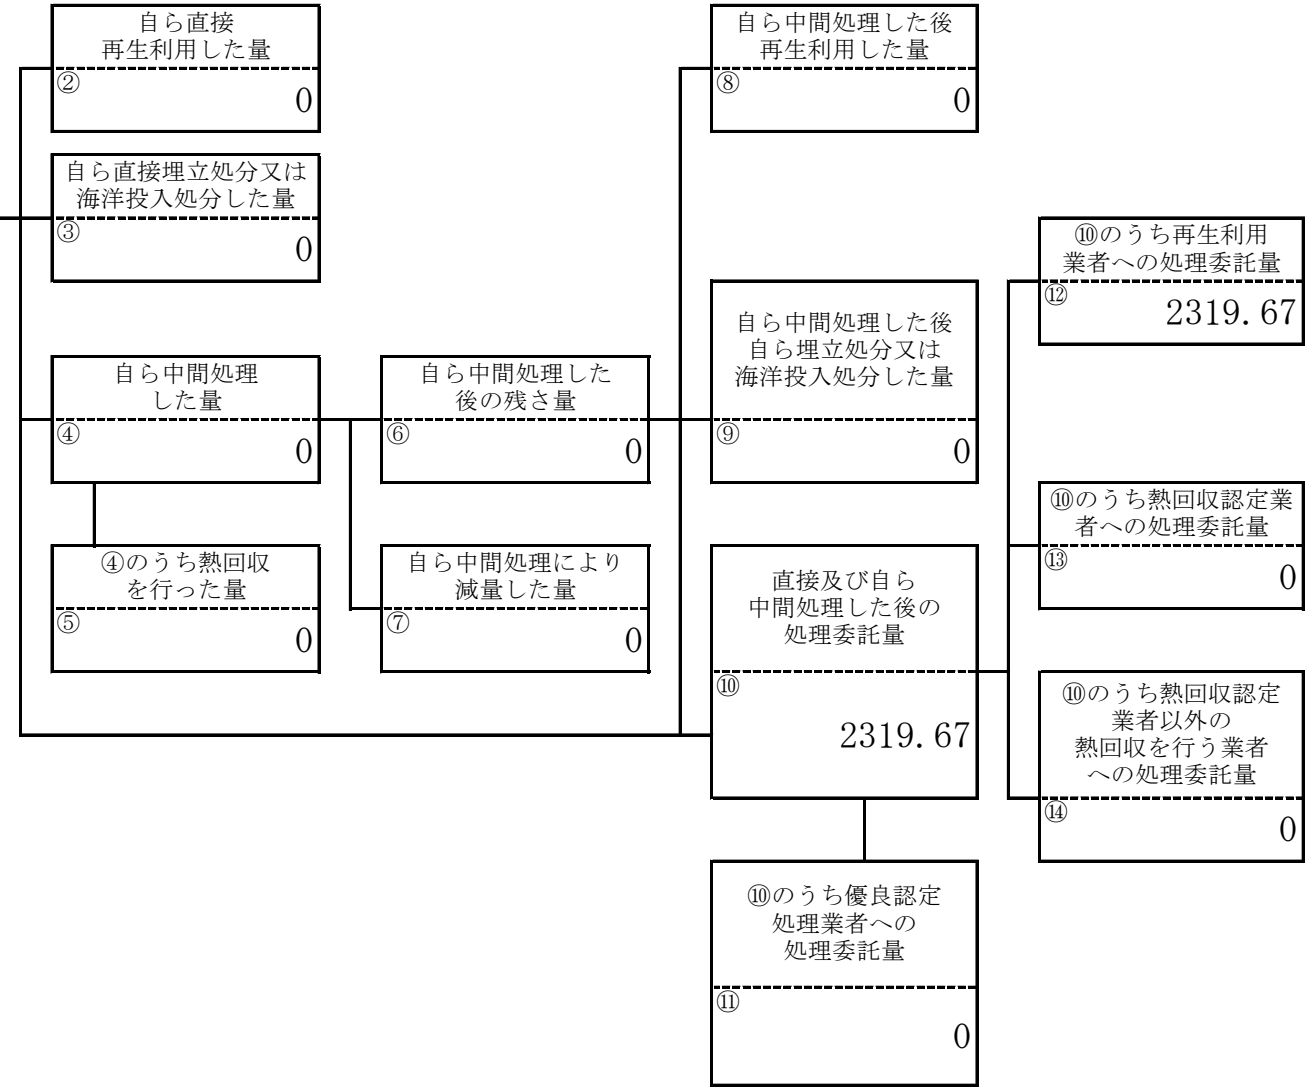 自ら直接
再生利用した量
②
0
自ら直接埋立処分又は
海洋投入処分した量
③
0
自ら中間処理
した量
④
0
④のうち熱回収
を行った量
⑤
0
自ら中間処理した
後の残さ量
⑥
0
自ら中間処理により
減量した量
⑦
0
自ら中間処理した後
再生利用した量
⑧
0
自ら中間処理した後
自ら埋立処分又は
海洋投入処分した量
⑨
0
直接及び自ら
中間処理した後の
処理委託量
⑩
2319.67
⑩のうち優良認定
処理業者への
処理委託量
⑪
0
⑩のうち再生利用
業者への処理委託量
⑫
2319.67
⑩のうち熱回収認定業
者への処理委託量
⑬
0
⑩のうち熱回収認定
業者以外の
熱回収を行う業者
への処理委託量
⑭
0